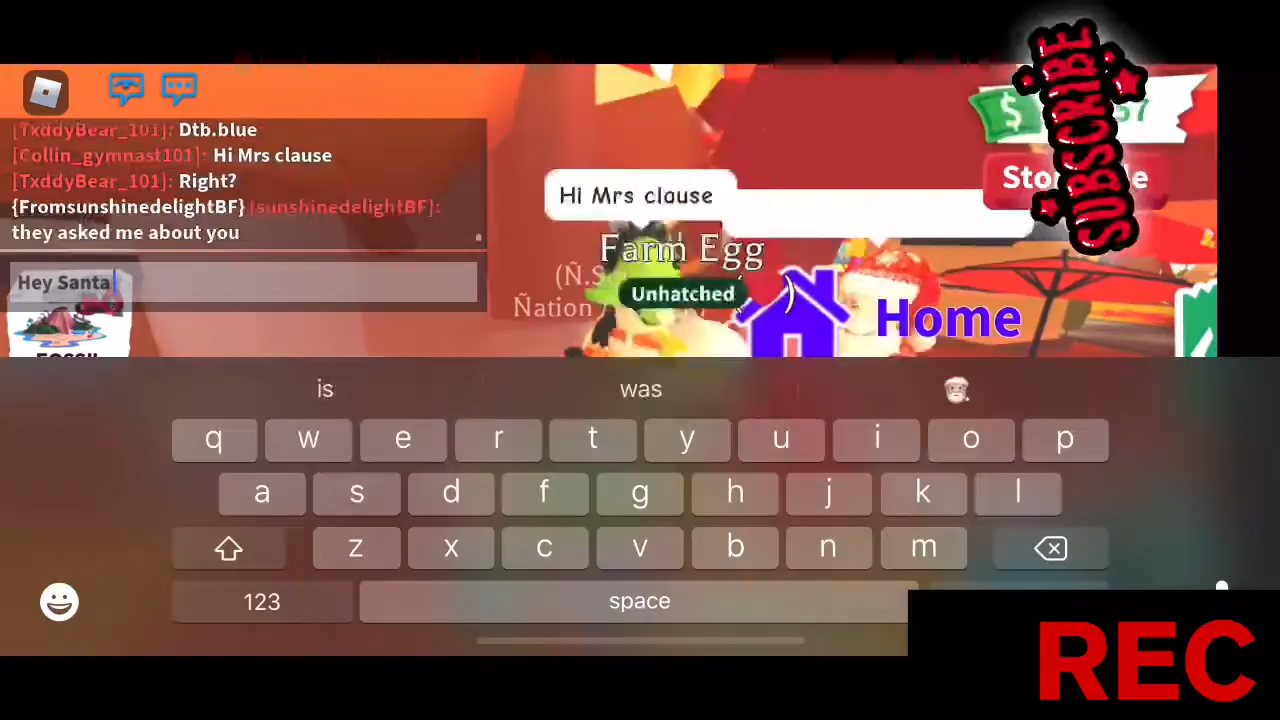 [TxddyBear_101]: Dtb.blue
[Collin_gymnast101]: Hi Mrs clause
[TxddyBear_101]: Right?
{FromsunshinedelightBF} [sunshinedelightBF]:
they asked me about you
Hey Santa
Hi Mrs clause
Farm Egg
(Ñ.S
Ñation
Unhatched
Home
$
57
SUBSCRIBE
is
was
q w e r t y u i o p
a s d f g h j k l
z x c v b n m
123
space
REC